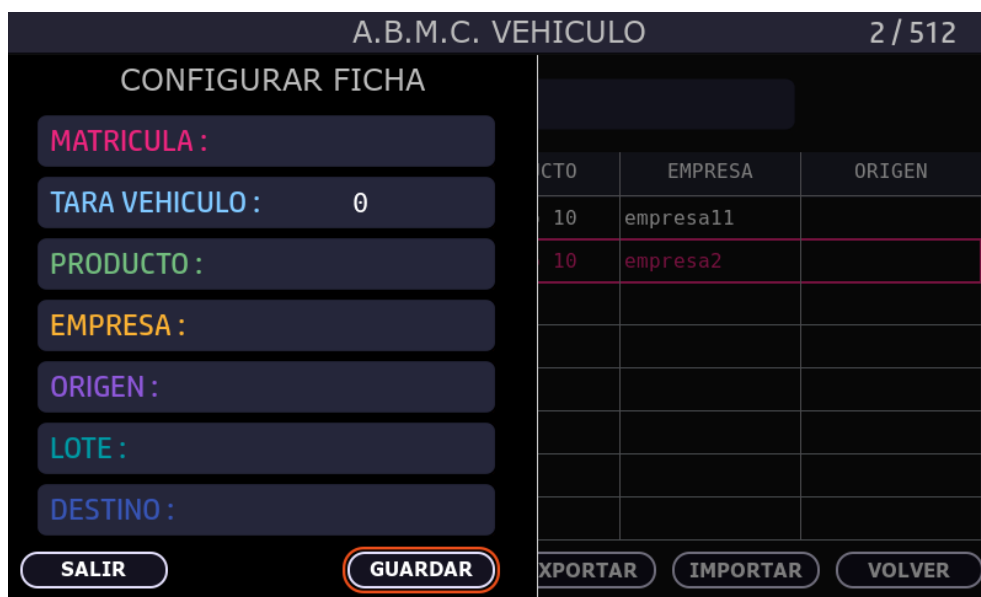 A.B.M.C. VEHICULO 2 / 512
CONFIGURAR FICHA
MATRICULA :
TARA VEHICULO : 0
PRODUCTO :
EMPRESA :
ORIGEN :
LOTE :
DESTINO :
SALIR GUARDAR
CTO EMPRESA ORIGEN
10 empresa11
10 empresa2
XPORTAR IMPORTAR VOLVER